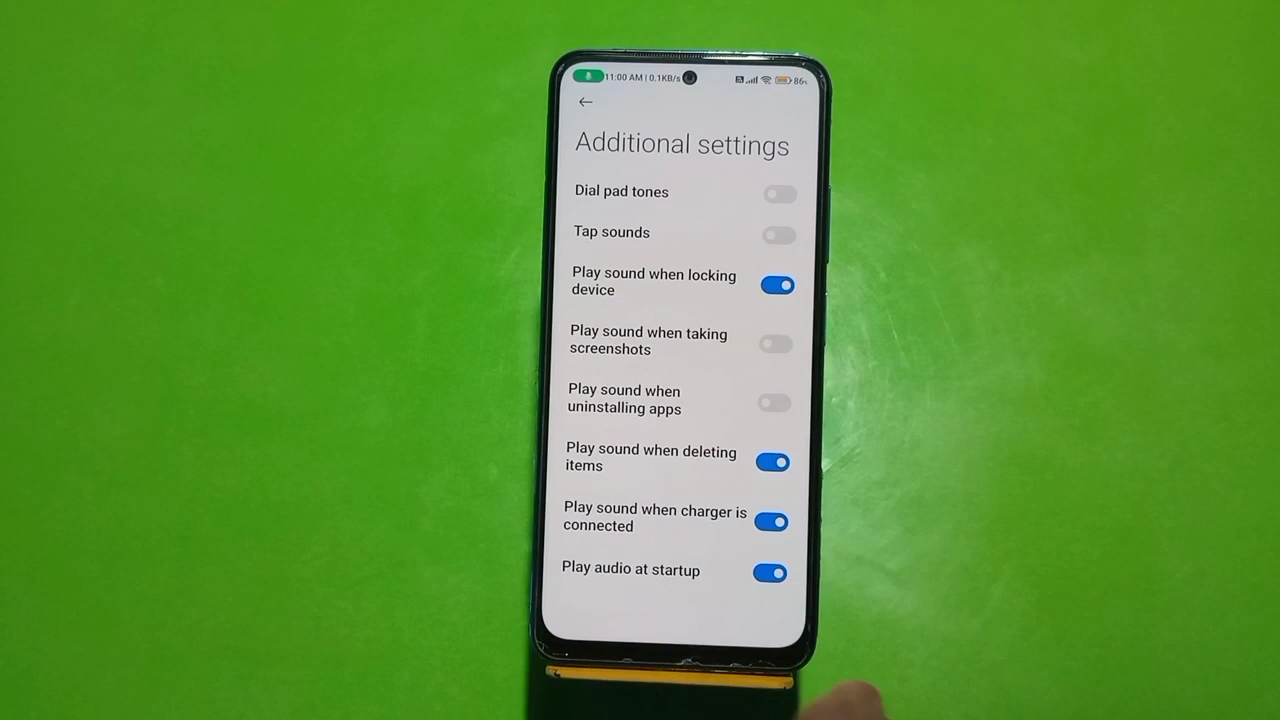 11:00 AM | 0.1KB/s 86%
Additional settings
Dial pad tones
Tap sounds
Play sound when locking
device
Play sound when taking
screenshots
Play sound when
uninstalling apps
Play sound when deleting
items
Play sound when charger is
connected
Play audio at startup